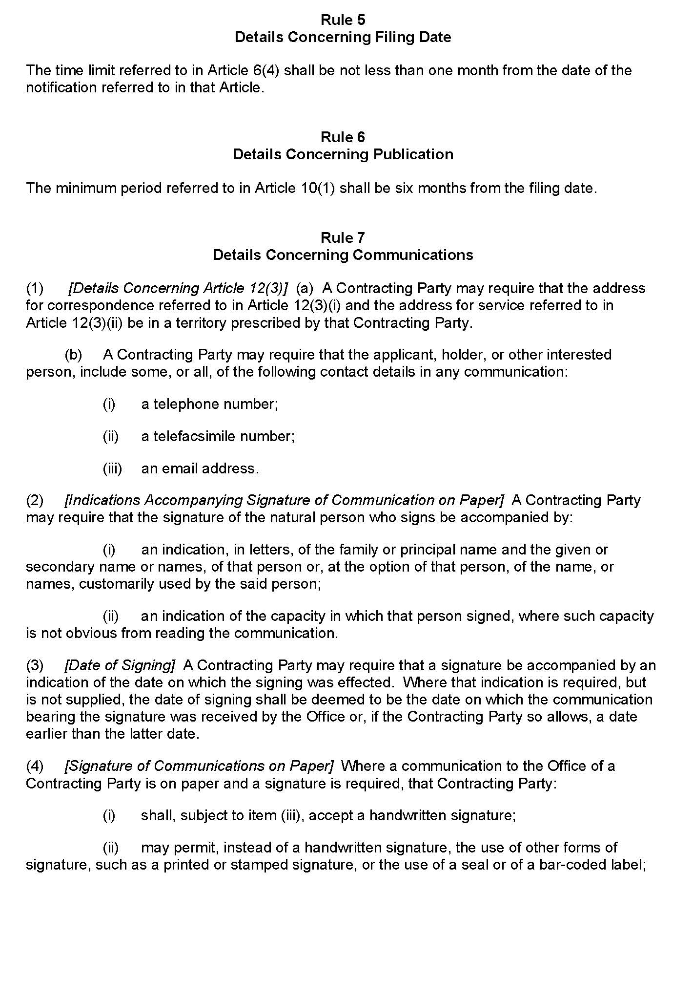 Rule 5
Details Concerning Filing Date
The time limit referred to in Article 6(4) shall be not less than one month from the date of the
notification referred to in that Article.
Rule 6
Details Concerning Publication
The minimum period referred to in Article 10(1) shall be six months from the filing date.
Rule 7
Details Concerning Communications
(1) [Details Concerning Article 12(3)] (a) A Contracting Party may require that the address
for correspondence referred to in Article 12(3)(i) and the address for service referred to in
Article 12(3)(ii) be in a territory prescribed by that Contracting Party.
(b) A Contracting Party may require that the applicant, holder, or other interested
person, include some, or all, of the following contact details in any communication:
(i) a telephone number;
(ii) a telefacsimile number;
(iii) an email address.
(2) [Indications Accompanying Signature of Communication on Paper] A Contracting Party
may require that the signature of the natural person who signs be accompanied by:
(i) an indication, in letters, of the family or principal name and the given or
secondary name or names, of that person or, at the option of that person, of the name, or
names, customarily used by the said person;
(ii) an indication of the capacity in which that person signed, where such capacity
is not obvious from reading the communication.
(3) [Date of Signing] A Contracting Party may require that a signature be accompanied by an
indication of the date on which the signing was effected. Where that indication is required, but
is not supplied, the date of signing shall be deemed to be the date on which the communication
bearing the signature was received by the Office or, if the Contracting Party so allows, a date
earlier than the latter date.
(4) [Signature of Communications on Paper] Where a communication to the Office of a
Contracting Party is on paper and a signature is required, that Contracting Party:
(i) shall, subject to item (iii), accept a handwritten signature;
(ii) may permit, instead of a handwritten signature, the use of other forms of
signature, such as a printed or stamped signature, or the use of a seal or of a bar-coded label;